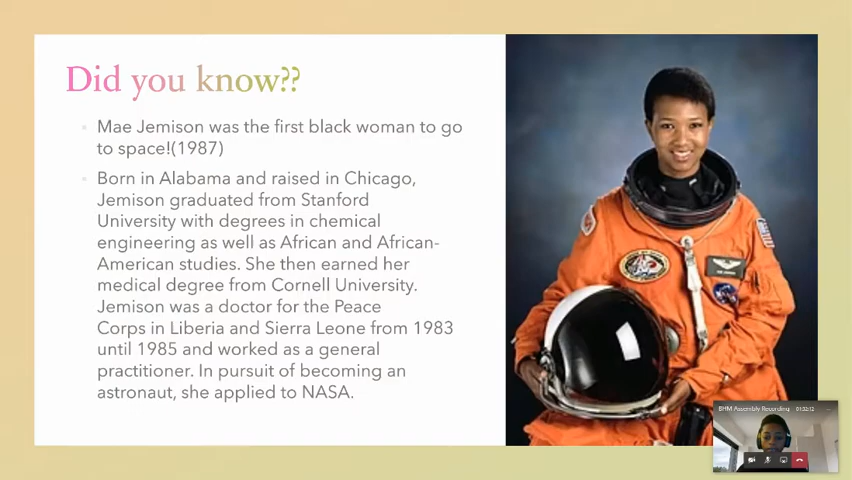 Did you know??
Mae Jemison was the first black woman to go
to space!(1987)
Born in Alabama and raised in Chicago,
Jemison graduated from Stanford
University with degrees in chemical
engineering as well as African and African-
American studies. She then earned her
medical degree from Cornell University.
Jemison was a doctor for the Peace
Corps in Liberia and Sierra Leone from 1983
until 1985 and worked as a general
practitioner. In pursuit of becoming an
astronaut, she applied to NASA.
BHM Assembly Recording